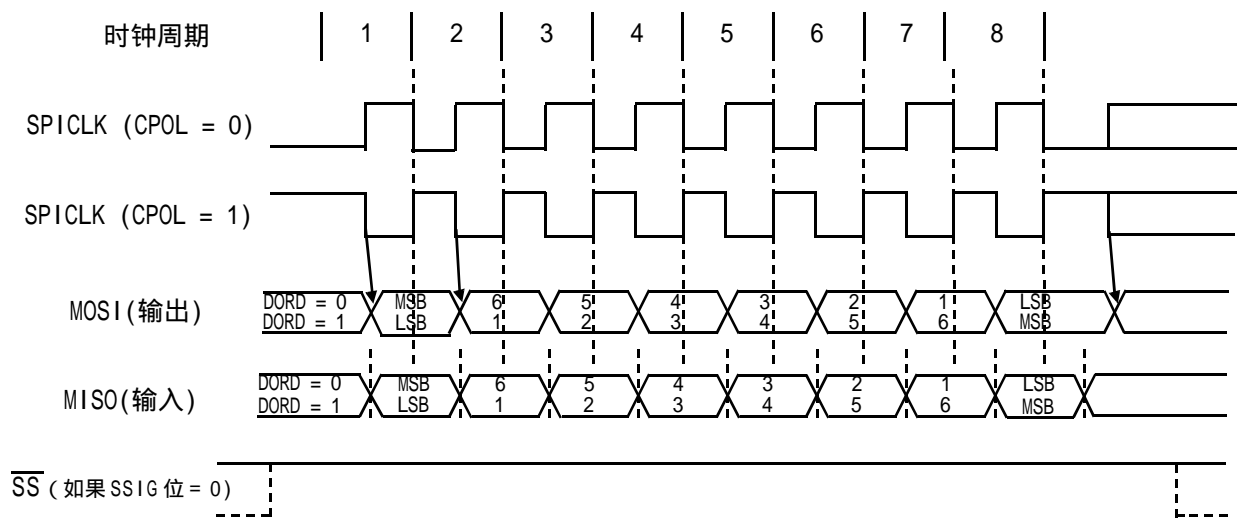 时钟周期 1 2 3 4 5 6 7 8
SPICLK (CPOL = 0)
SPICLK (CPOL = 1)
MOSI(输出)
DORD = 0 MSB 6 5 4 3 2 1 LSB
DORD = 1 LSB 1 2 3 4 5 6 MSB
MISO(输入)
DORD = 0 MSB 6 5 4 3 2 1 LSB
DORD = 1 LSB 1 2 3 4 5 6 MSB
SS (如果SSIG位= 0)